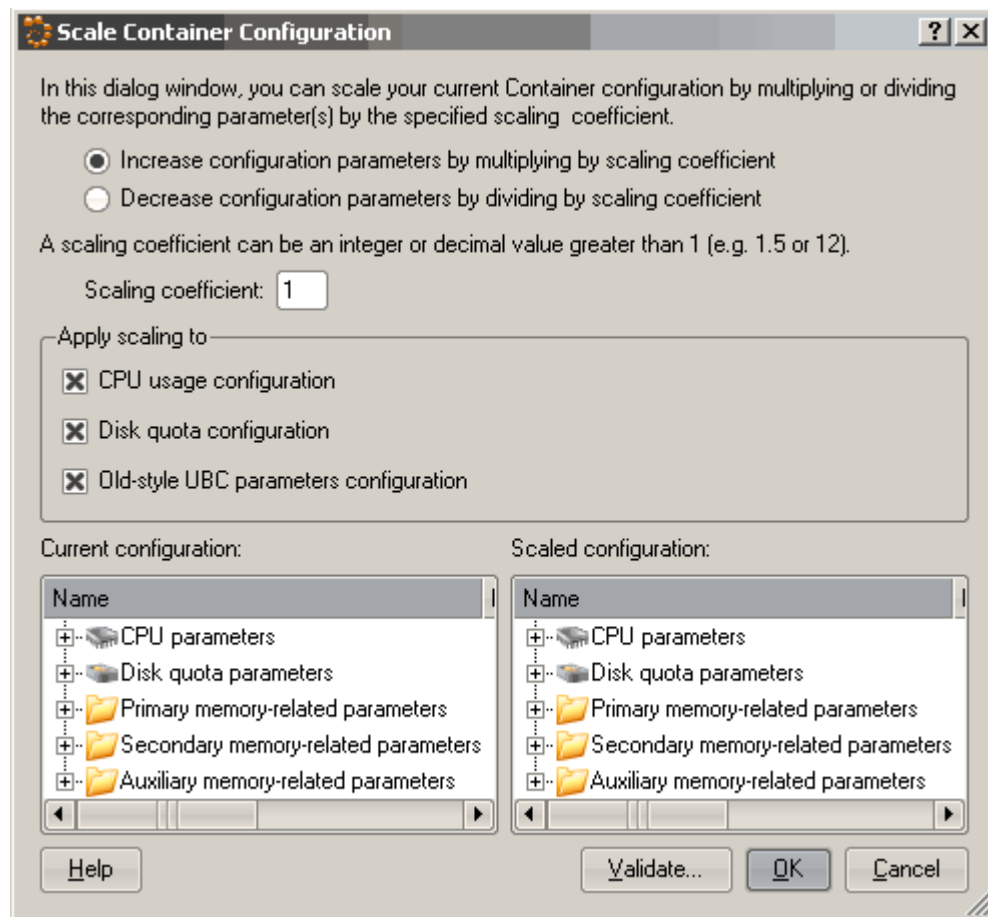 Scale Container Configuration
In this dialog window, you can scale your current Container configuration by multiplying or dividing
the corresponding parameter(s) by the specified scaling  coefficient.
Increase configuration parameters by multiplying by scaling coefficient
Decrease configuration parameters by dividing by scaling coefficient
A scaling coefficient can be an integer or decimal value greater than 1 (e.g. 1.5 or 12).
Scaling coefficient: 1
Apply scaling to
CPU usage configuration
Disk quota configuration
Old-style UBC parameters configuration
Current configuration:
Name
CPU parameters
Disk quota parameters
Primary memory-related parameters
Secondary memory-related parameters
Auxiliary memory-related parameters
Scaled configuration:
Name
CPU parameters
Disk quota parameters
Primary memory-related parameters
Secondary memory-related parameters
Auxiliary memory-related parameters
Help
Validate...
OK
Cancel